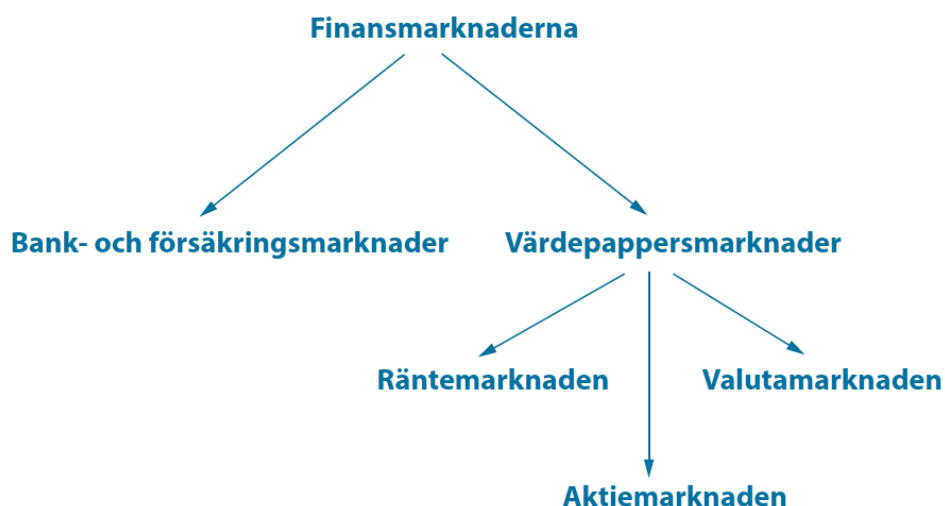 Finansmarknaderna
Bank- och försäkringsmarknader
Värdepappersmarknader
Räntemarknaden
Valutamarknaden
Aktiemarknaden